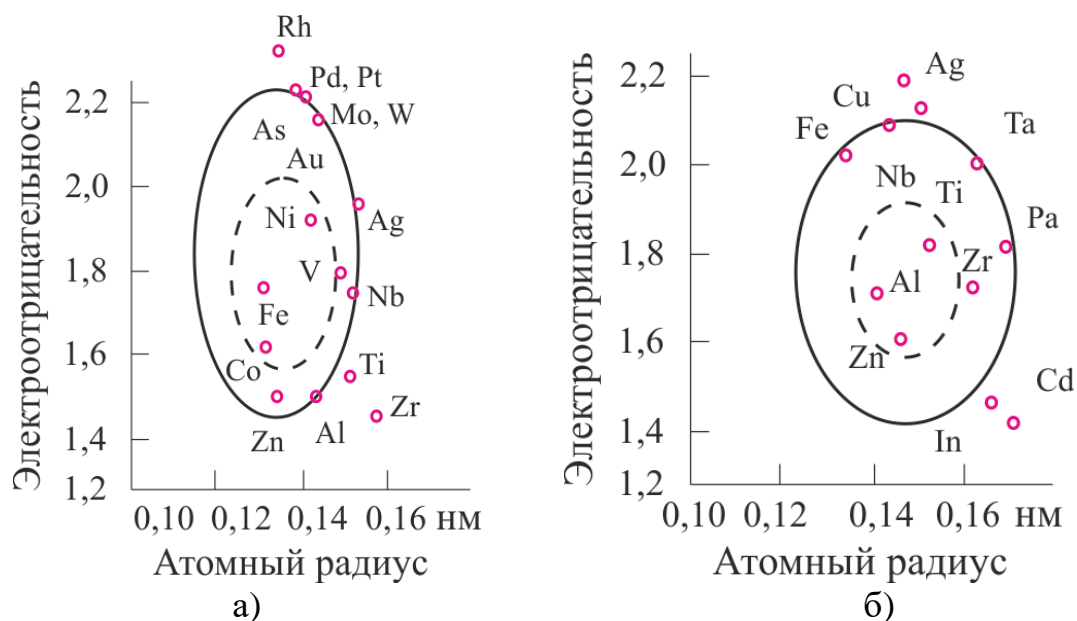 Электроотрицательность
Rh
Pd, Pt
2,2
Mo, W
As
Au
2,0
Ni
Ag
1,8
V
Nb
Fe
1,6
Co
Ti
Zr
Zn
Al
1,4
1,2
0,10 0,12 0,14 0,16 нм
Атомный радиус
а)
Электроотрицательность
Ag
2,2
Cu
Fe
Ta
2,0
Nb
Ti
Pa
1,8
Al
Zr
1,6
Zn
Cd
1,4
In
1,2
0,10 0,12 0,14 0,16 нм
Атомный радиус
б)